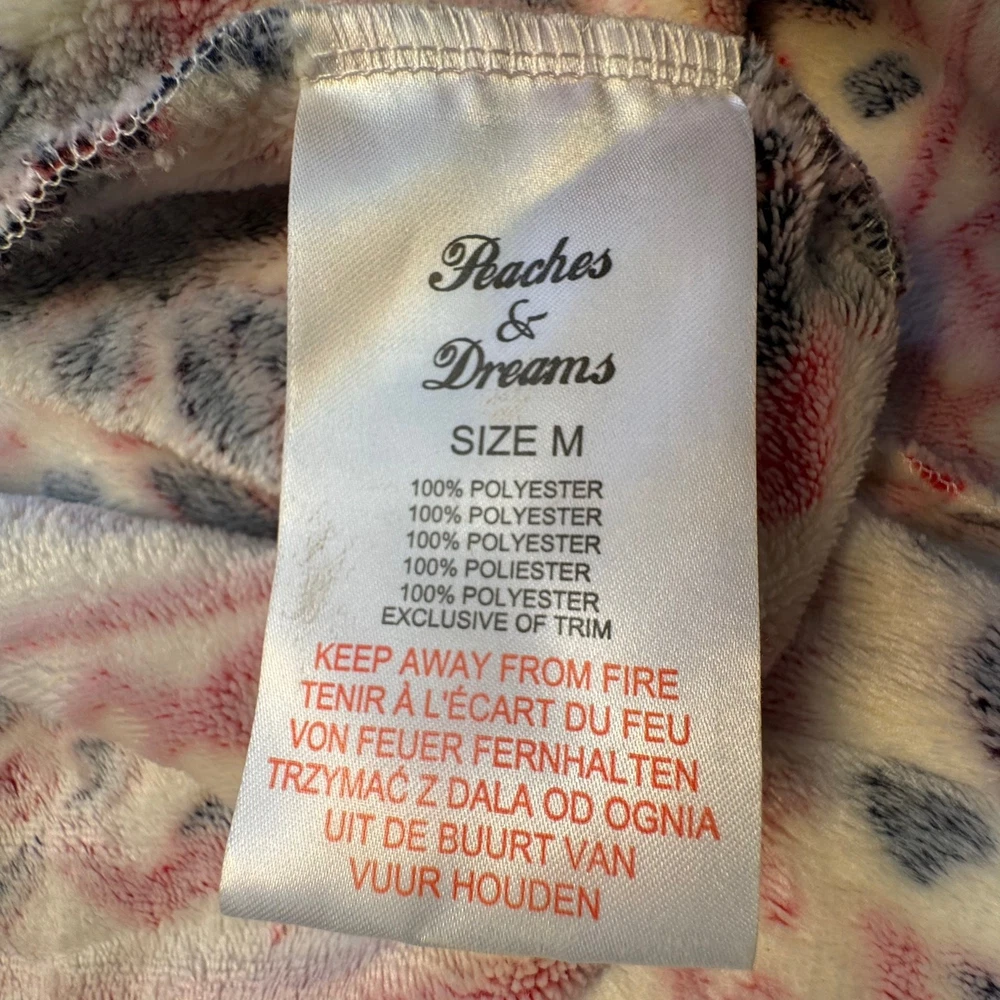 Peaches
&
Dreams
SIZE M
100% POLYESTER
100% POLYESTER
100% POLYESTER
100% POLIESTER
100% POLYESTER
EXCLUSIVE OF TRIM
KEEP AWAY FROM FIRE
TENIR À L'ÉCART DU FEU
VON FEUER FERNHALTEN
TRZYMAĆ Z DALA OD OGNIA
UIT DE BUURT VAN
VUUR HOUDEN